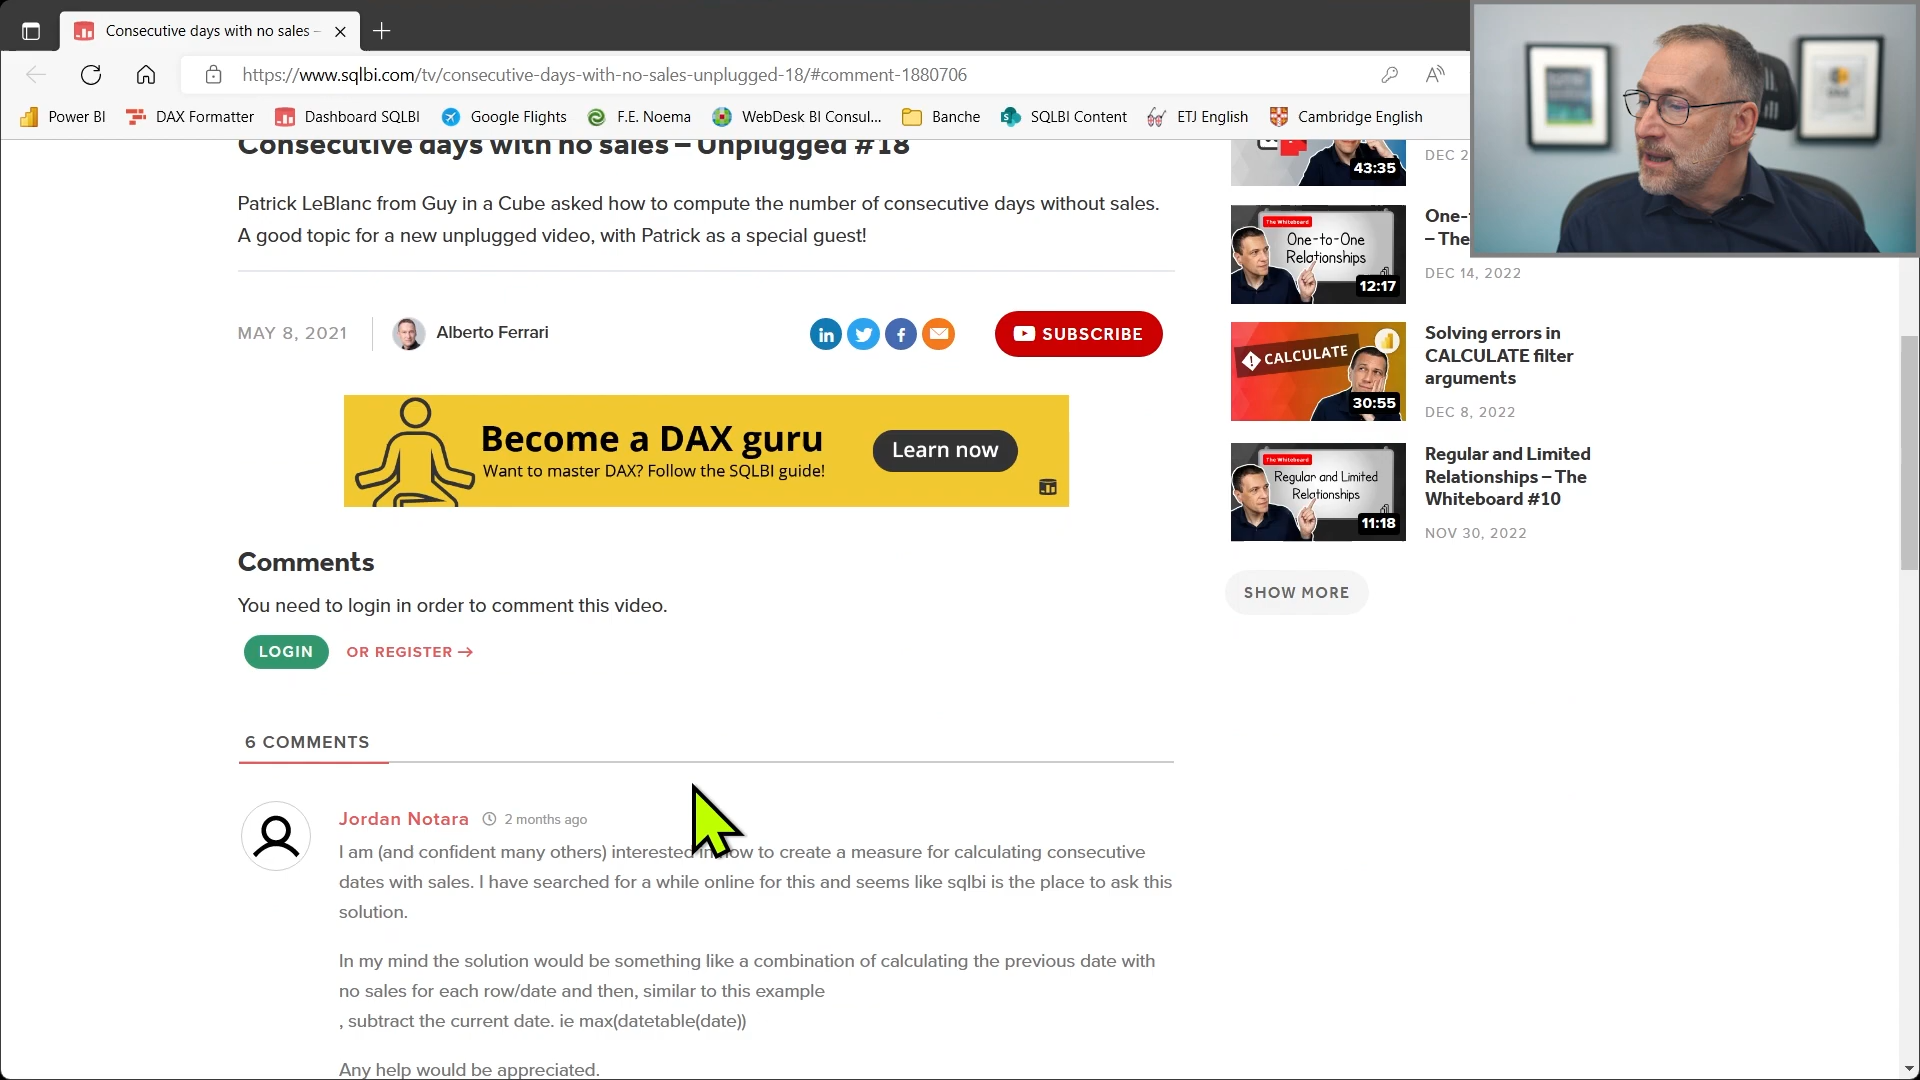 Consecutive days with no sales –
https://www.sqlbi.com/tv/consecutive-days-with-no-sales-unplugged-18/#comment-1880706
Power BI
DAX Formatter
Dashboard SQLBI
Google Flights
F.E. Noema
WebDesk BI Consul...
Banche
SQLBI Content
ETJ English
Cambridge English
Consecutive days with no sales – Unplugged #18
Patrick LeBlanc from Guy in a Cube asked how to compute the number of consecutive days without sales.
A good topic for a new unplugged video, with Patrick as a special guest!
MAY 8, 2021
Alberto Ferrari
SUBSCRIBE
Become a DAX guru
Want to master DAX? Follow the SQLBI guide!
Learn now
Comments
You need to login in order to comment this video.
LOGIN
OR REGISTER →
6 COMMENTS
Jordan Notara
2 months ago
I am (and confident many others) interested in how to create a measure for calculating consecutive
dates with sales. I have searched for a while online for this and seems like sqlbi is the place to ask this
solution.
In my mind the solution would be something like a combination of calculating the previous date with
no sales for each row/date and then, similar to this example
, subtract the current date. ie max(datetable(date))
Any help would be appreciated.
43:35
DEC 2
The Whiteboard
One-to-One
Relationships
12:17
One-
– The
DEC 14, 2022
CALCULATE
30:55
Solving errors in
CALCULATE filter
arguments
DEC 8, 2022
The Whiteboard
Regular and Limited
Relationships
11:18
Regular and Limited
Relationships – The
Whiteboard #10
NOV 30, 2022
SHOW MORE